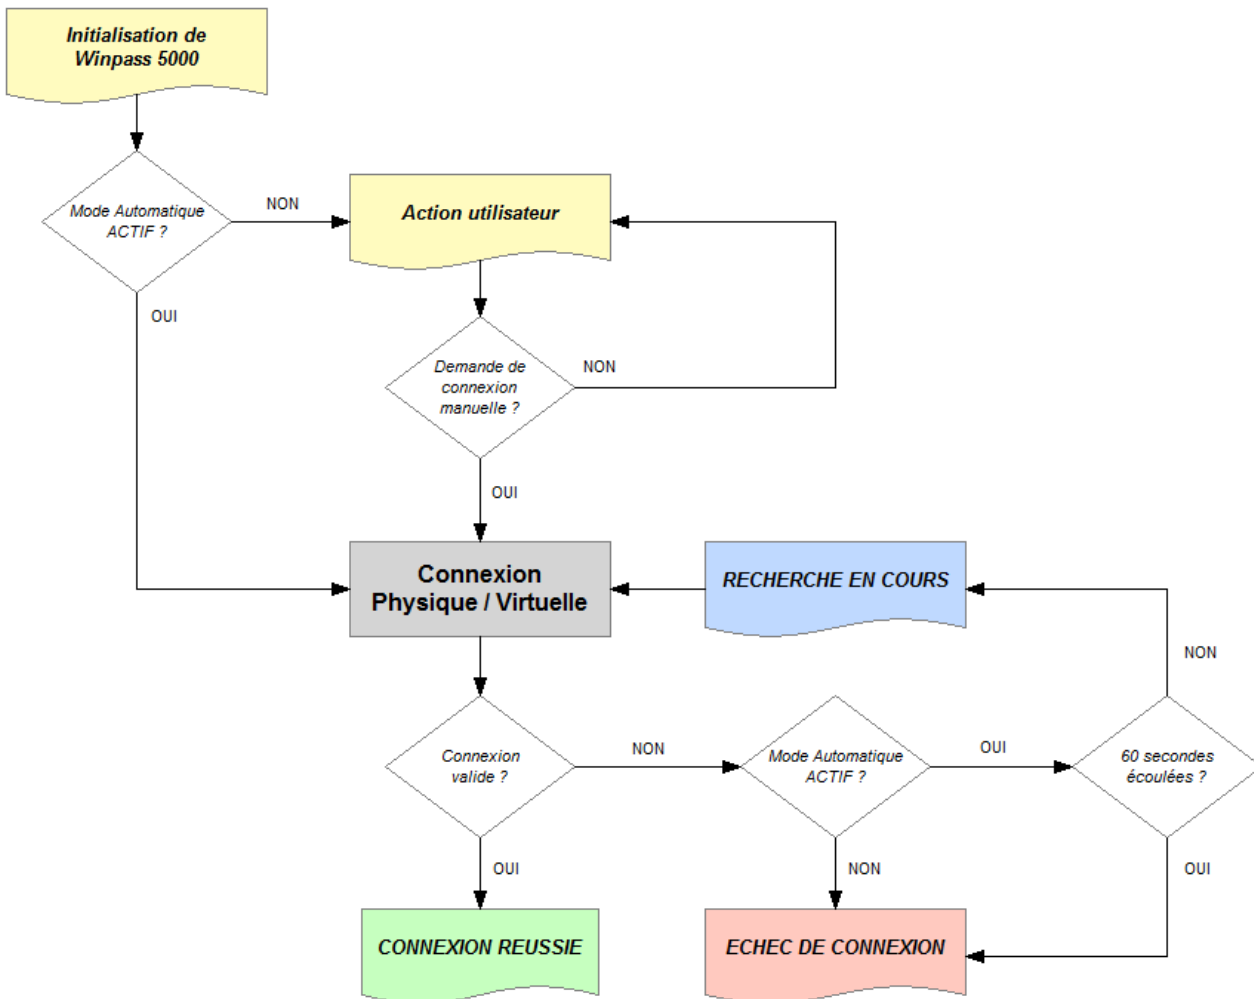 Initialisation de
Winpass 5000
Mode Automatique
ACTIF ?
NON
Action utilisateur
OUI
Demande de
connexion
manuelle ?
NON
OUI
Connexion
Physique / Virtuelle
RECHERCHE EN COURS
NON
Connexion
valide ?
NON
Mode Automatique
ACTIF ?
OUI
60 secondes
écoulées ?
OUI
NON
OUI
CONNEXION REUSSIE
ECHEC DE CONNEXION